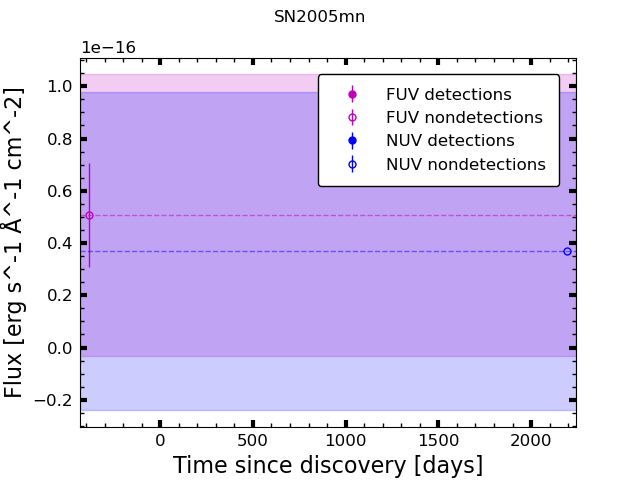 SN2005mn
1e−16
FUV detections
FUV nondetections
NUV detections
NUV nondetections
1.0
0.8
0.6
0.4
0.2
0.0
−0.2
Flux [erg s^-1 Å^-1 cm^-2]
0 500 1000 1500 2000
Time since discovery [days]